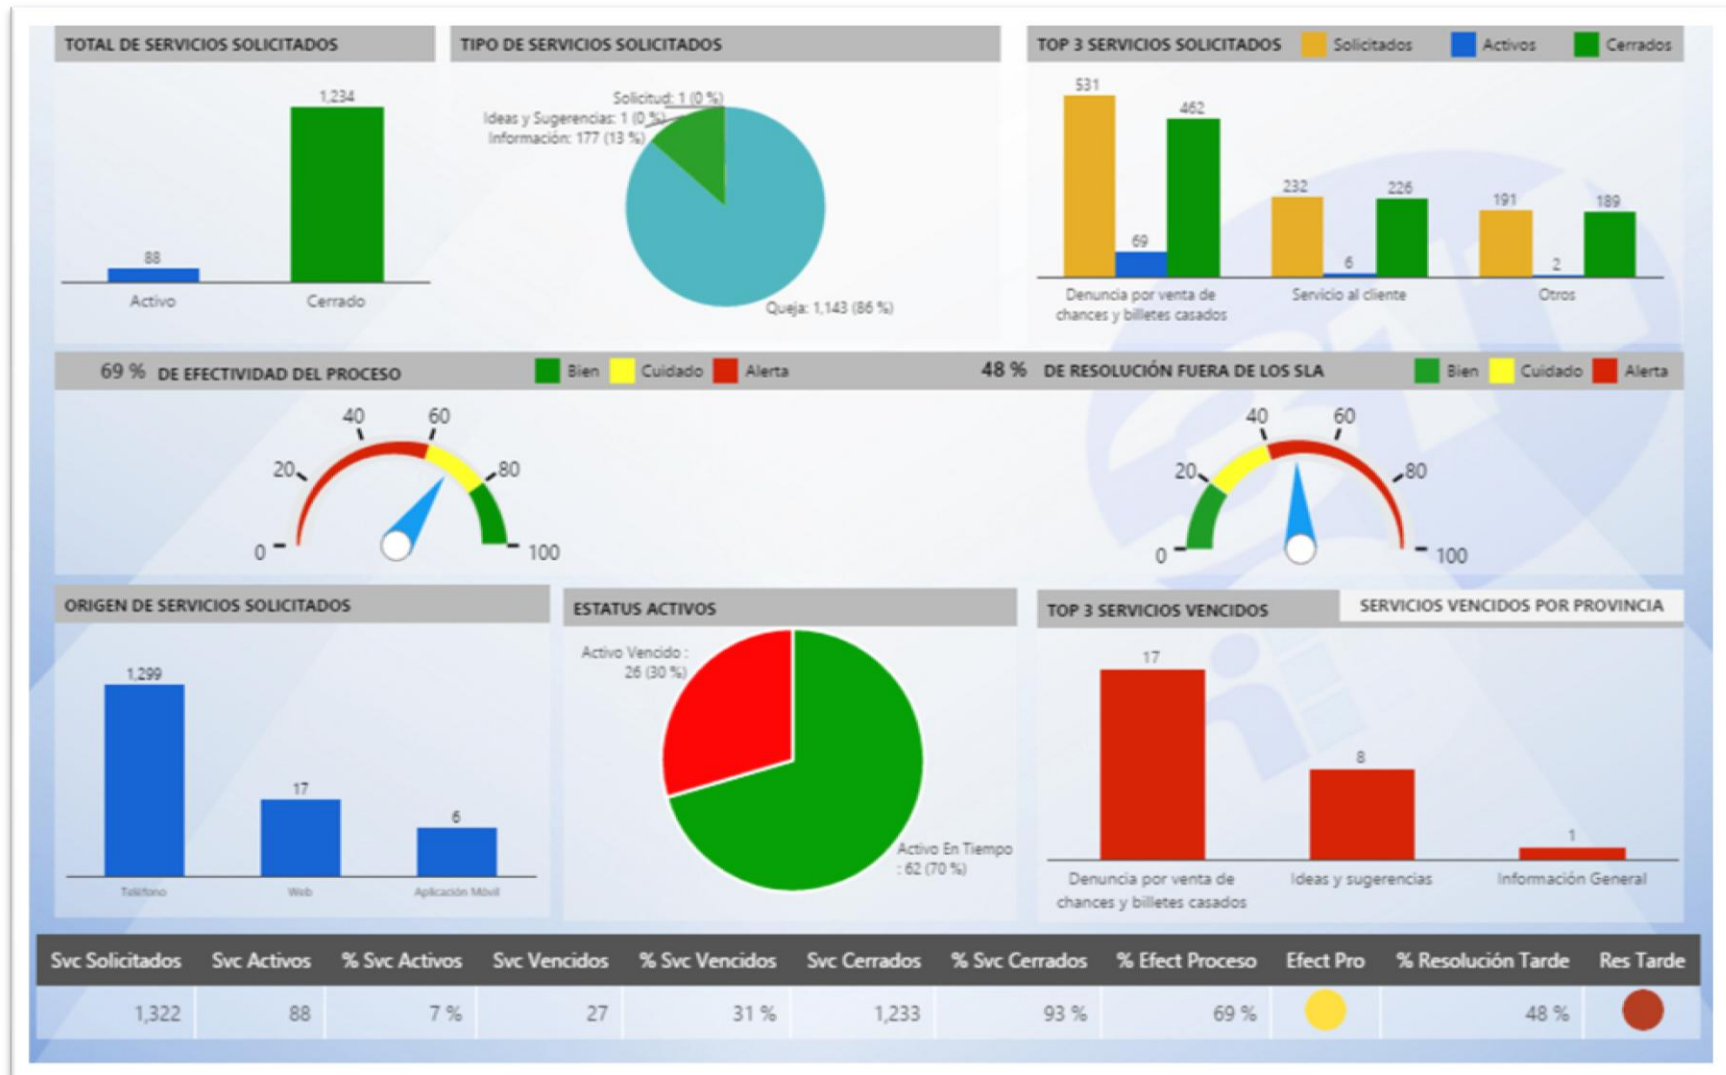 TOTAL DE SERVICIOS SOLICITADOS
1,234
88
Activo
Cerrado
TIPO DE SERVICIOS SOLICITADOS
Solicitud: 1 (0 %)
Ideas y Sugerencias: 1 (0 %)
Información: 177 (13 %)
Queja: 1,143 (86 %)
TOP 3 SERVICIOS SOLICITADOS
Solicitados
Activos
Cerrados
531
69
462
232
6
226
191
2
189
Denuncia por venta de
chances y billetes casados
Servicio al cliente
Otros
69 % DE EFECTIVIDAD DEL PROCESO
Bien
Cuidado
Alerta
0
20
40
60
80
100
48 % DE RESOLUCIÓN FUERA DE LOS SLA
Bien
Cuidado
Alerta
0
20
40
60
80
100
ORIGEN DE SERVICIOS SOLICITADOS
1,299
17
6
Teléfono
Web
Aplicación Móvil
ESTATUS ACTIVOS
Activo Vencido :
26 (30 %)
Activo En Tiempo
: 62 (70 %)
TOP 3 SERVICIOS VENCIDOS
SERVICIOS VENCIDOS POR PROVINCIA
17
8
1
Denuncia por venta de
chances y billetes casados
Ideas y sugerencias
Información General
Svc Solicitados Svc Activos % Svc Activos Svc Vencidos % Svc Vencidos Svc Cerrados % Svc Cerrados % Efect Proceso Efect Pro % Resolución Tarde Res Tarde
1,322 88 7 % 27 31 % 1,233 93 % 69 % 48 %
311